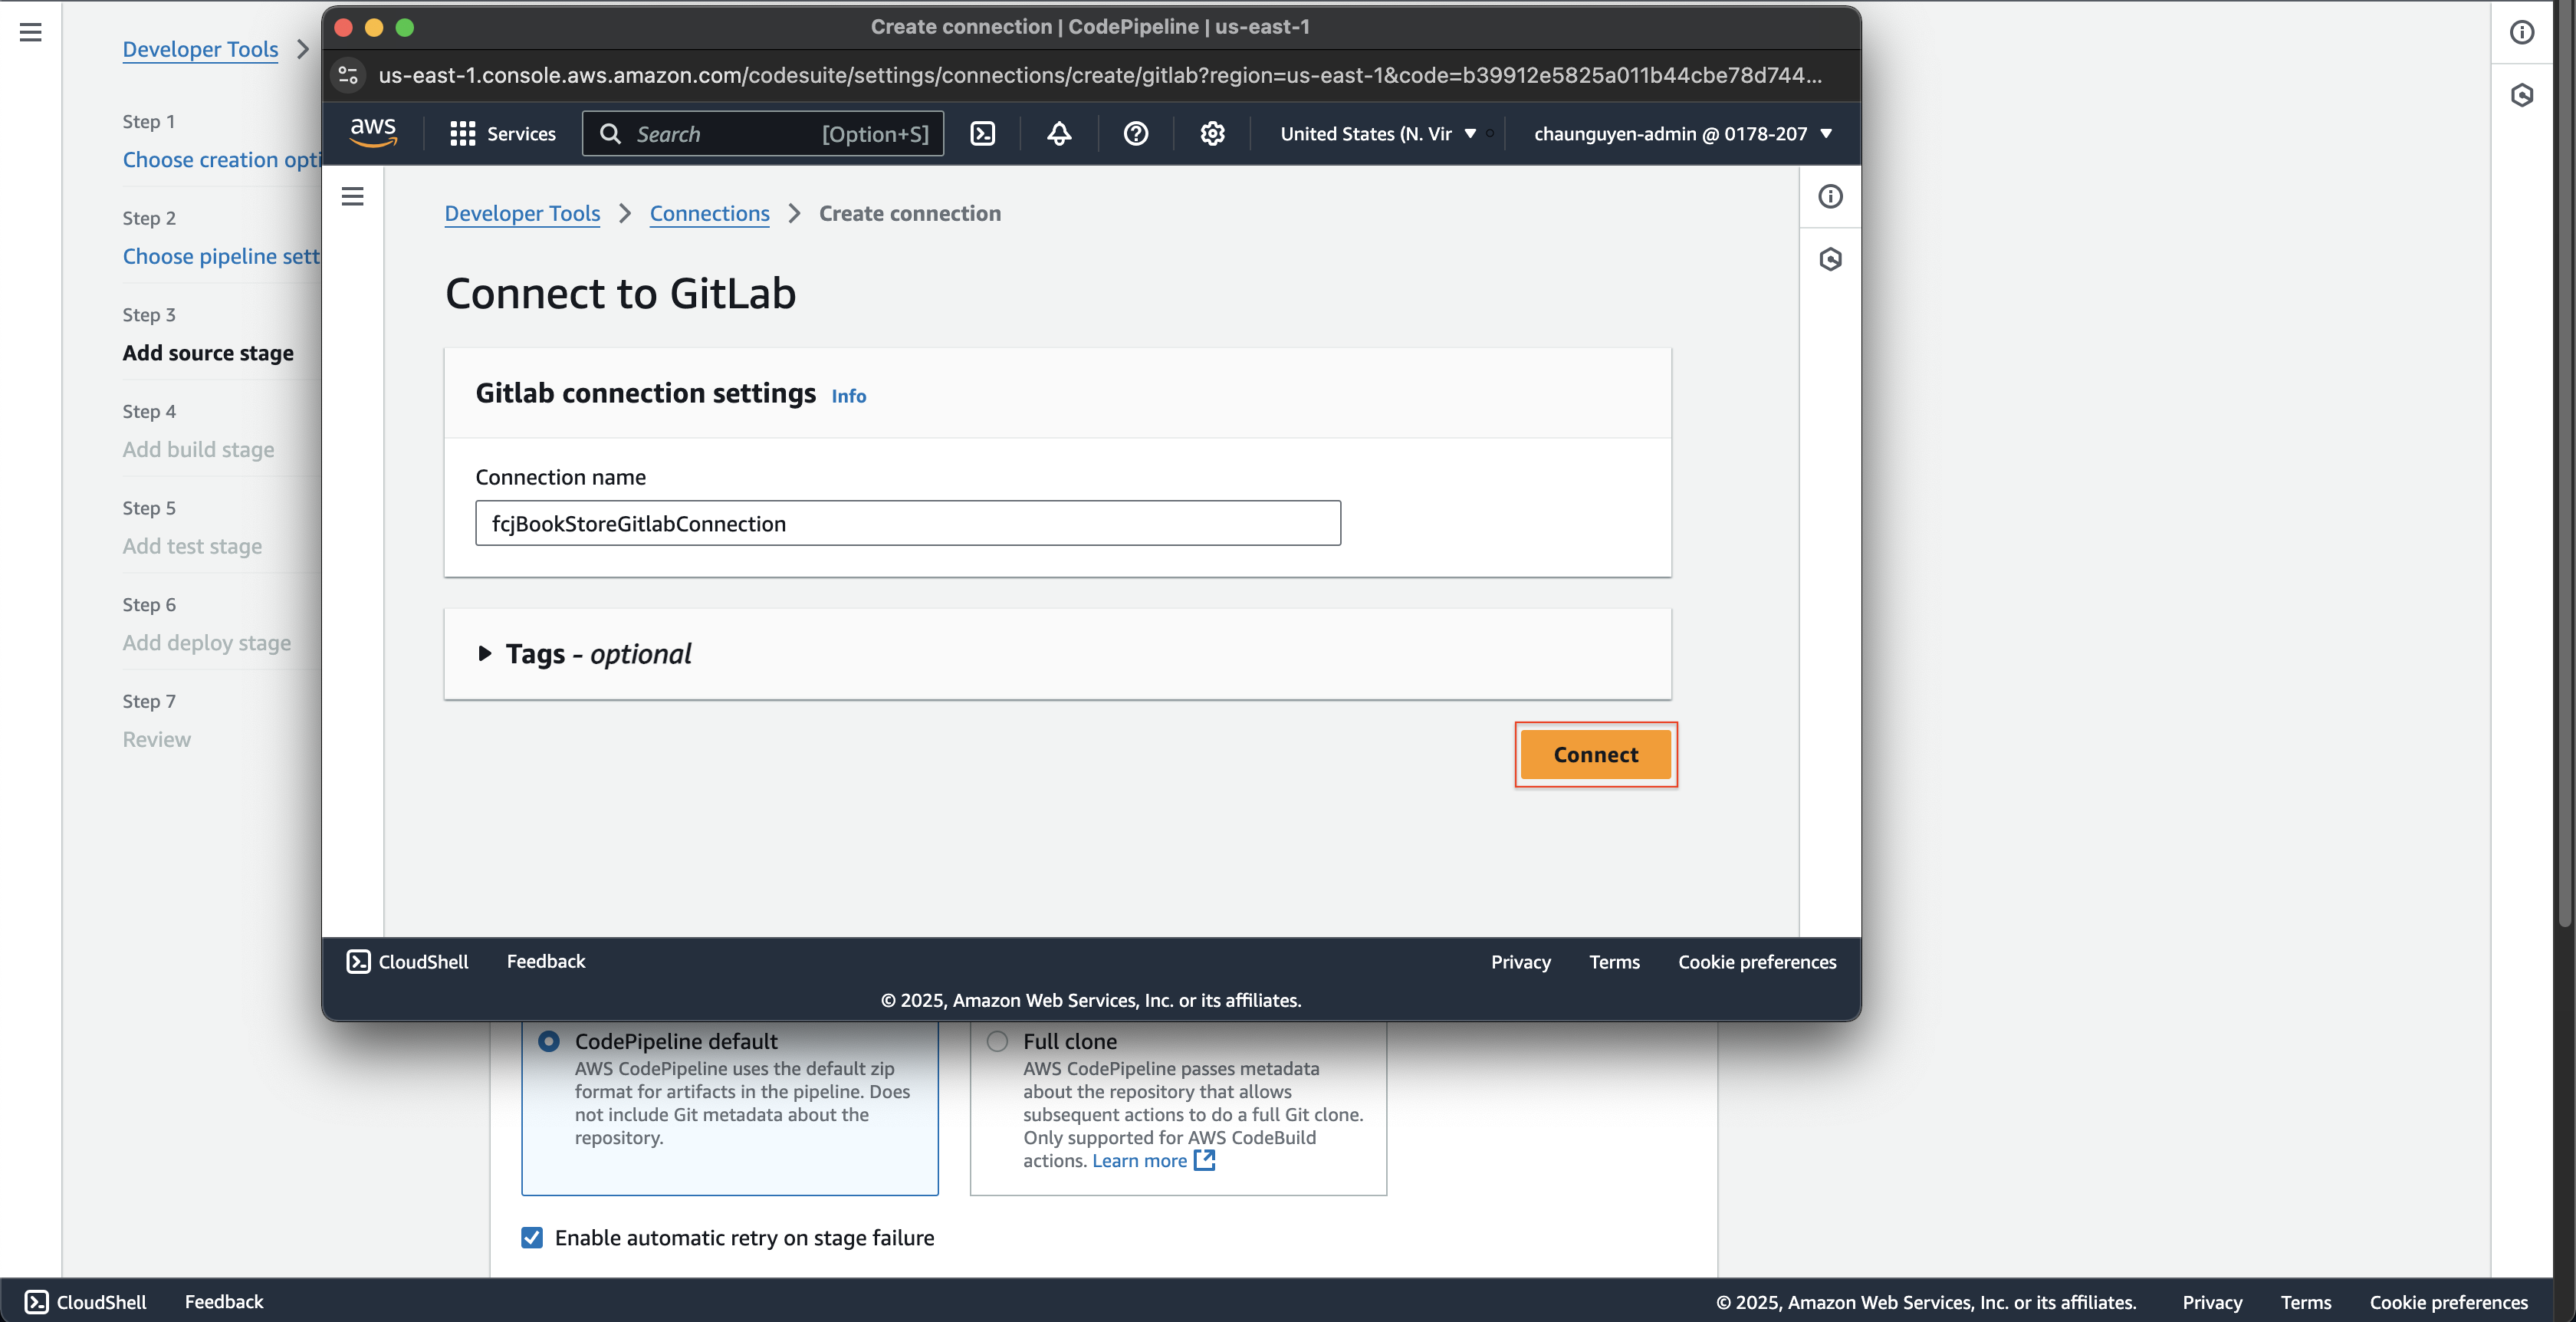 Create connection | CodePipeline | us-east-1
us-east-1.console.aws.amazon.com/codesuite/settings/connections/create/gitlab?region=us-east-1&code=b39912e5825a011b44cbe78d744...
aws
Services
Search
[Option+S]
United States (N. Vir
chaunguyen-admin @ 0178-207
Developer Tools
Connections
Create connection
Connect to GitLab
Gitlab connection settings Info
Connection name
fcjBookStoreGitlabConnection
Tags - optional
Connect
CloudShell
Feedback
Privacy
Terms
Cookie preferences
© 2025, Amazon Web Services, Inc. or its affiliates.
Developer Tools
Step 1
Choose creation opti
Step 2
Choose pipeline sett
Step 3
Add source stage
Step 4
Add build stage
Step 5
Add test stage
Step 6
Add deploy stage
Step 7
Review
CodePipeline default
AWS CodePipeline uses the default zip
format for artifacts in the pipeline. Does
not include Git metadata about the
repository.
Full clone
AWS CodePipeline passes metadata
about the repository that allows
subsequent actions to do a full Git clone.
Only supported for AWS CodeBuild
actions. Learn more
Enable automatic retry on stage failure
CloudShell
Feedback
© 2025, Amazon Web Services, Inc. or its affiliates.
Privacy
Terms
Cookie preferences